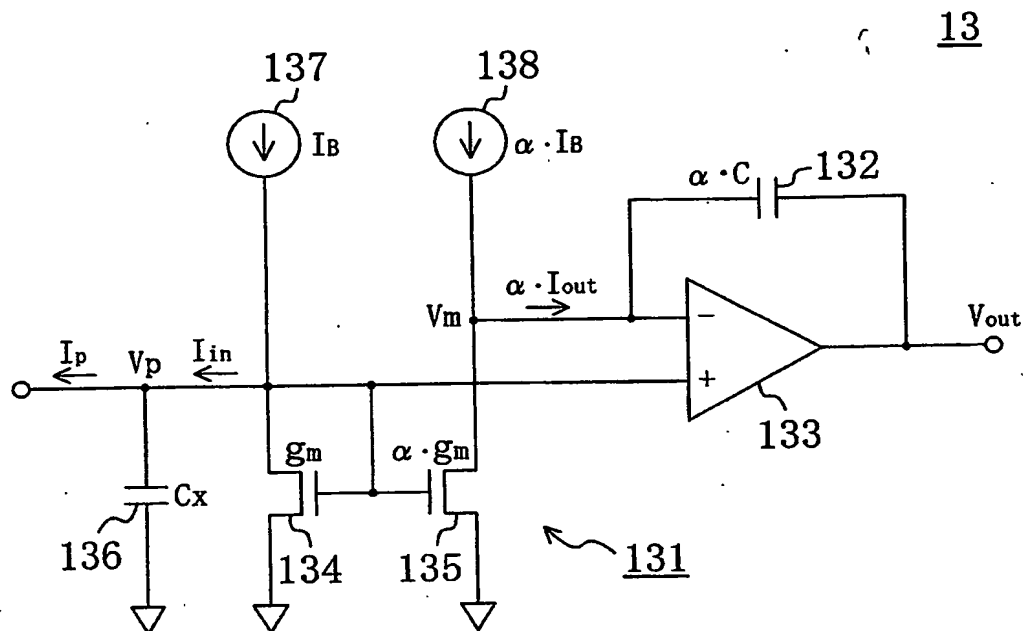 13
137
138
IB
α·IB
α·C
132
α·Iout
Vm
−
Vout
Ip
Vp
Iin
+
133
gm
α·gm
Cx
136
134
135
131